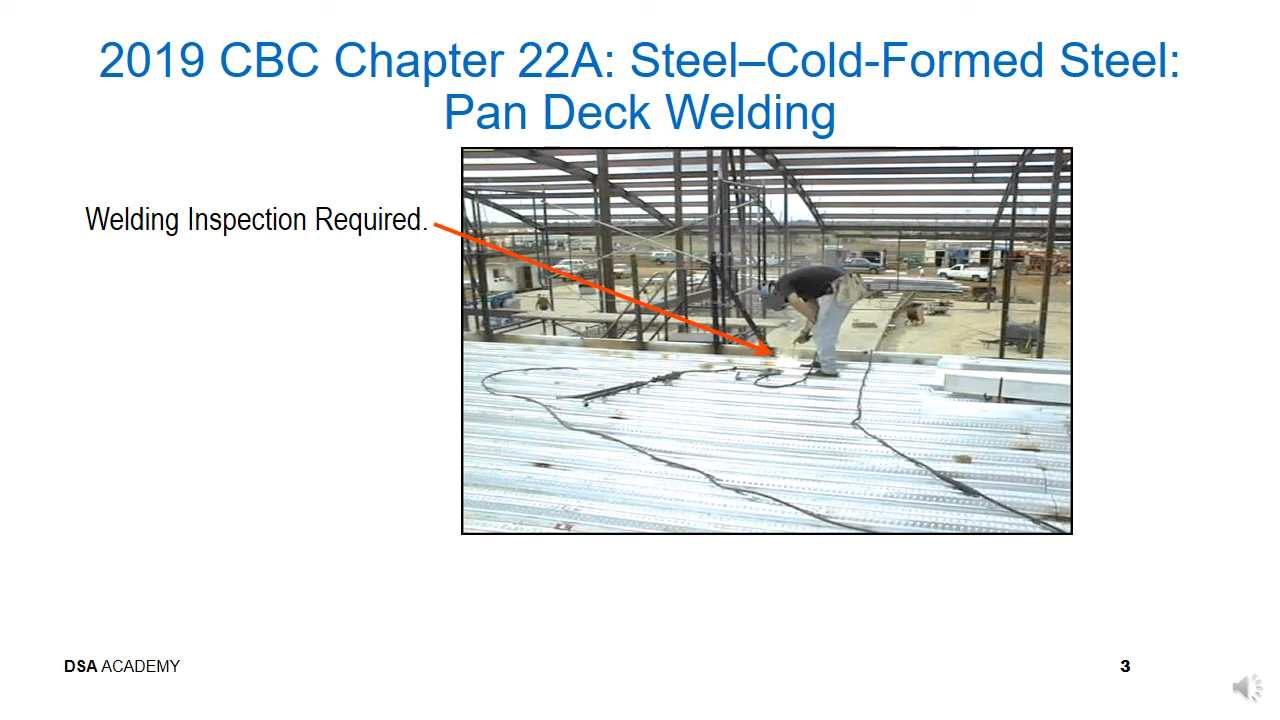 2019 CBC Chapter 22A: Steel–Cold-Formed Steel:
Pan Deck Welding
Welding Inspection Required.
DSA ACADEMY
3